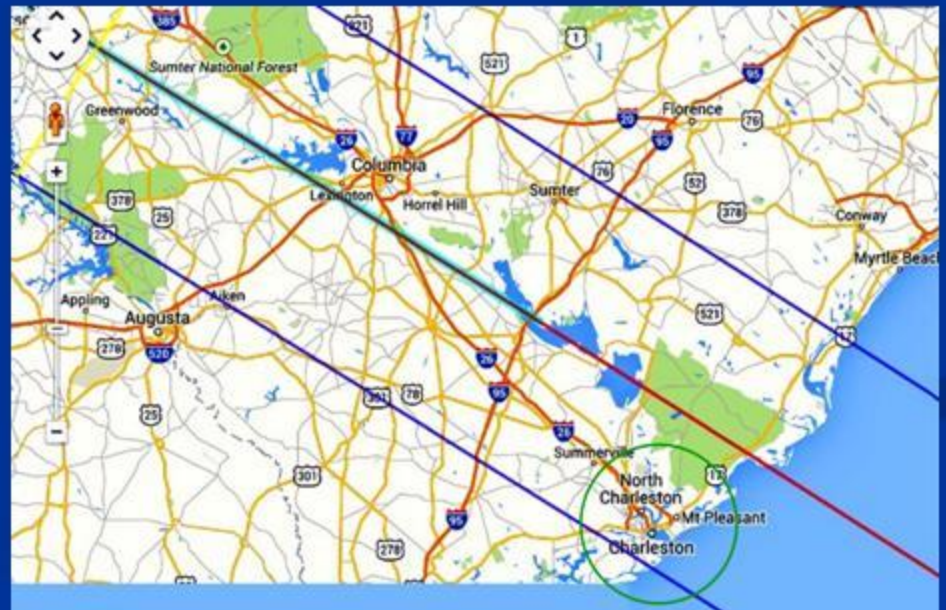 385
321
1
Sumter National Forest
521
95
Greenwood
20
Florence
76
26
77
95
Columbia
76
378
Lexington
Horrel Hill
Sumter
52
25
378
Conway
221
Myrtle Beach
Appling
Aiken
Augusta
521
17
278
520
26
301
78
95
25
26
Summerville
301
17
North
Charleston
95
Mt Pleasant
278
Charleston